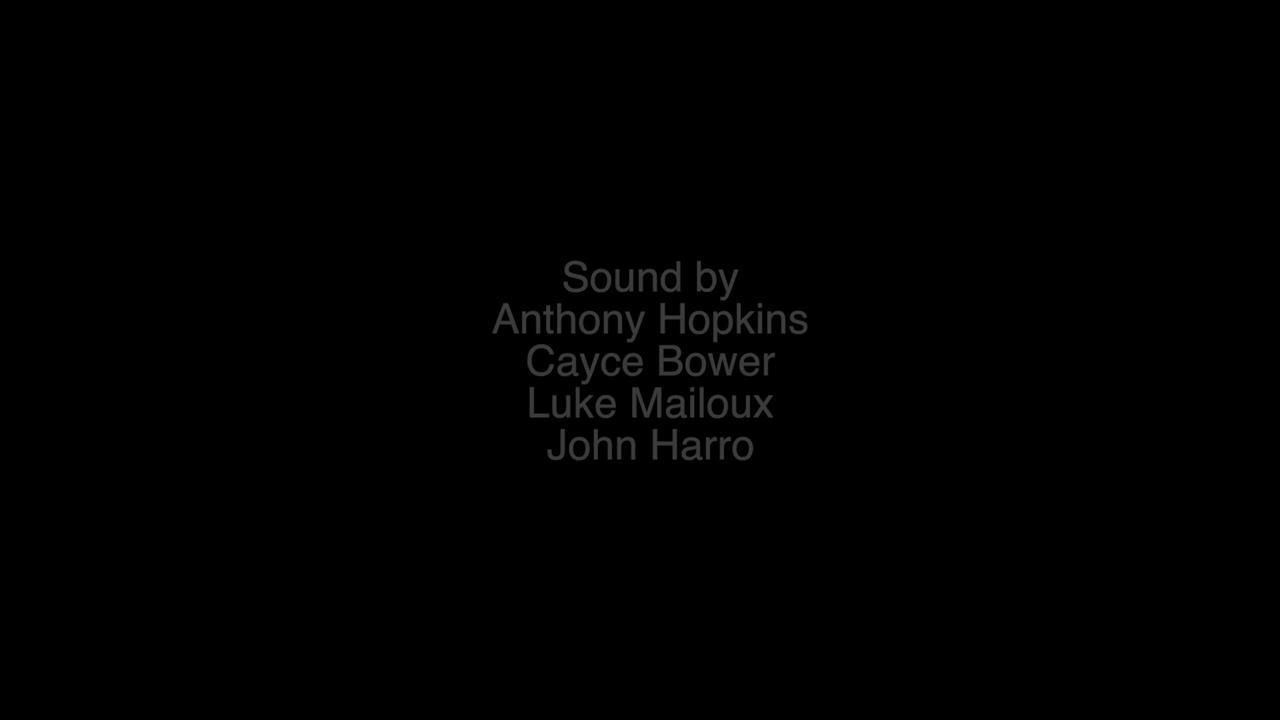 Sound by
Anthony Hopkins
Cayce Bower
Luke Mailoux
John Harro